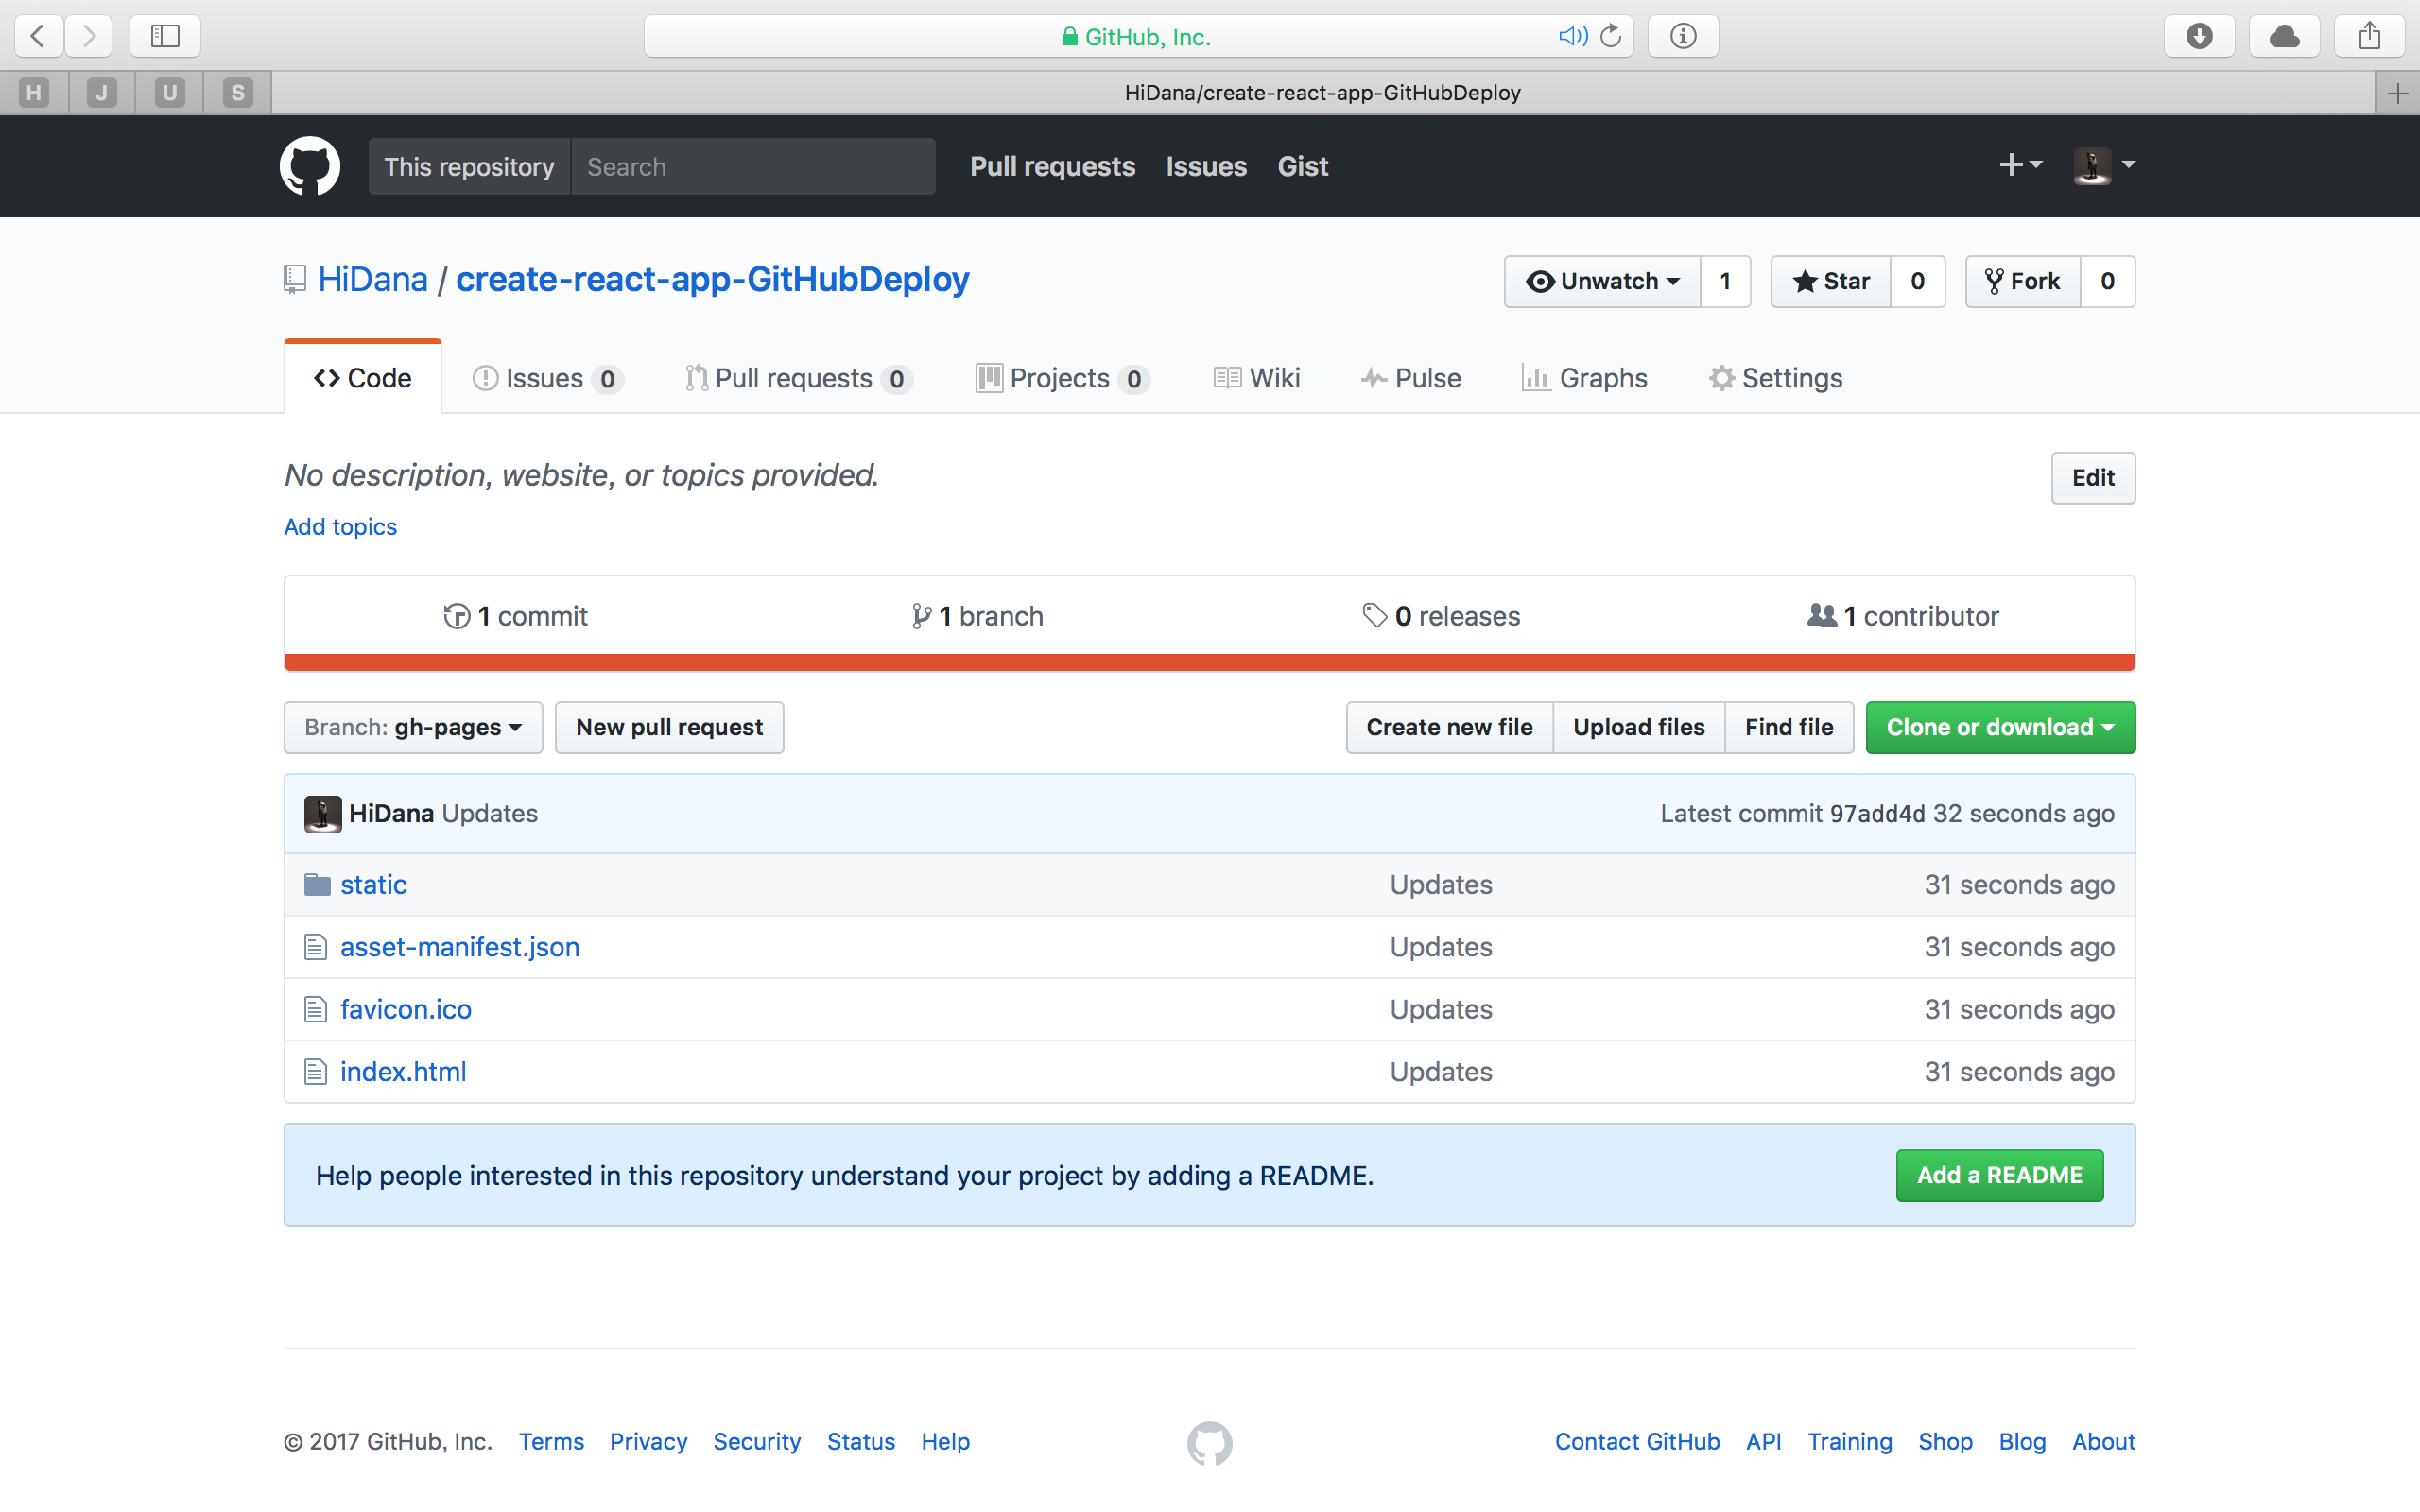 GitHub, Inc.
H J U S HiDana/create-react-app-GitHubDeploy
This repository Search Pull requests Issues Gist
HiDana / create-react-app-GitHubDeploy Unwatch 1 Star 0 Fork 0
Code Issues 0 Pull requests 0 Projects 0 Wiki Pulse Graphs Settings
No description, website, or topics provided. Edit
Add topics
1 commit 1 branch 0 releases 1 contributor
Branch: gh-pages New pull request Create new file Upload files Find file Clone or download
HiDana Updates Latest commit 97add4d 32 seconds ago
static Updates 31 seconds ago
asset-manifest.json Updates 31 seconds ago
favicon.ico Updates 31 seconds ago
index.html Updates 31 seconds ago
Help people interested in this repository understand your project by adding a README. Add a README
© 2017 GitHub, Inc. Terms Privacy Security Status Help Contact GitHub API Training Shop Blog About